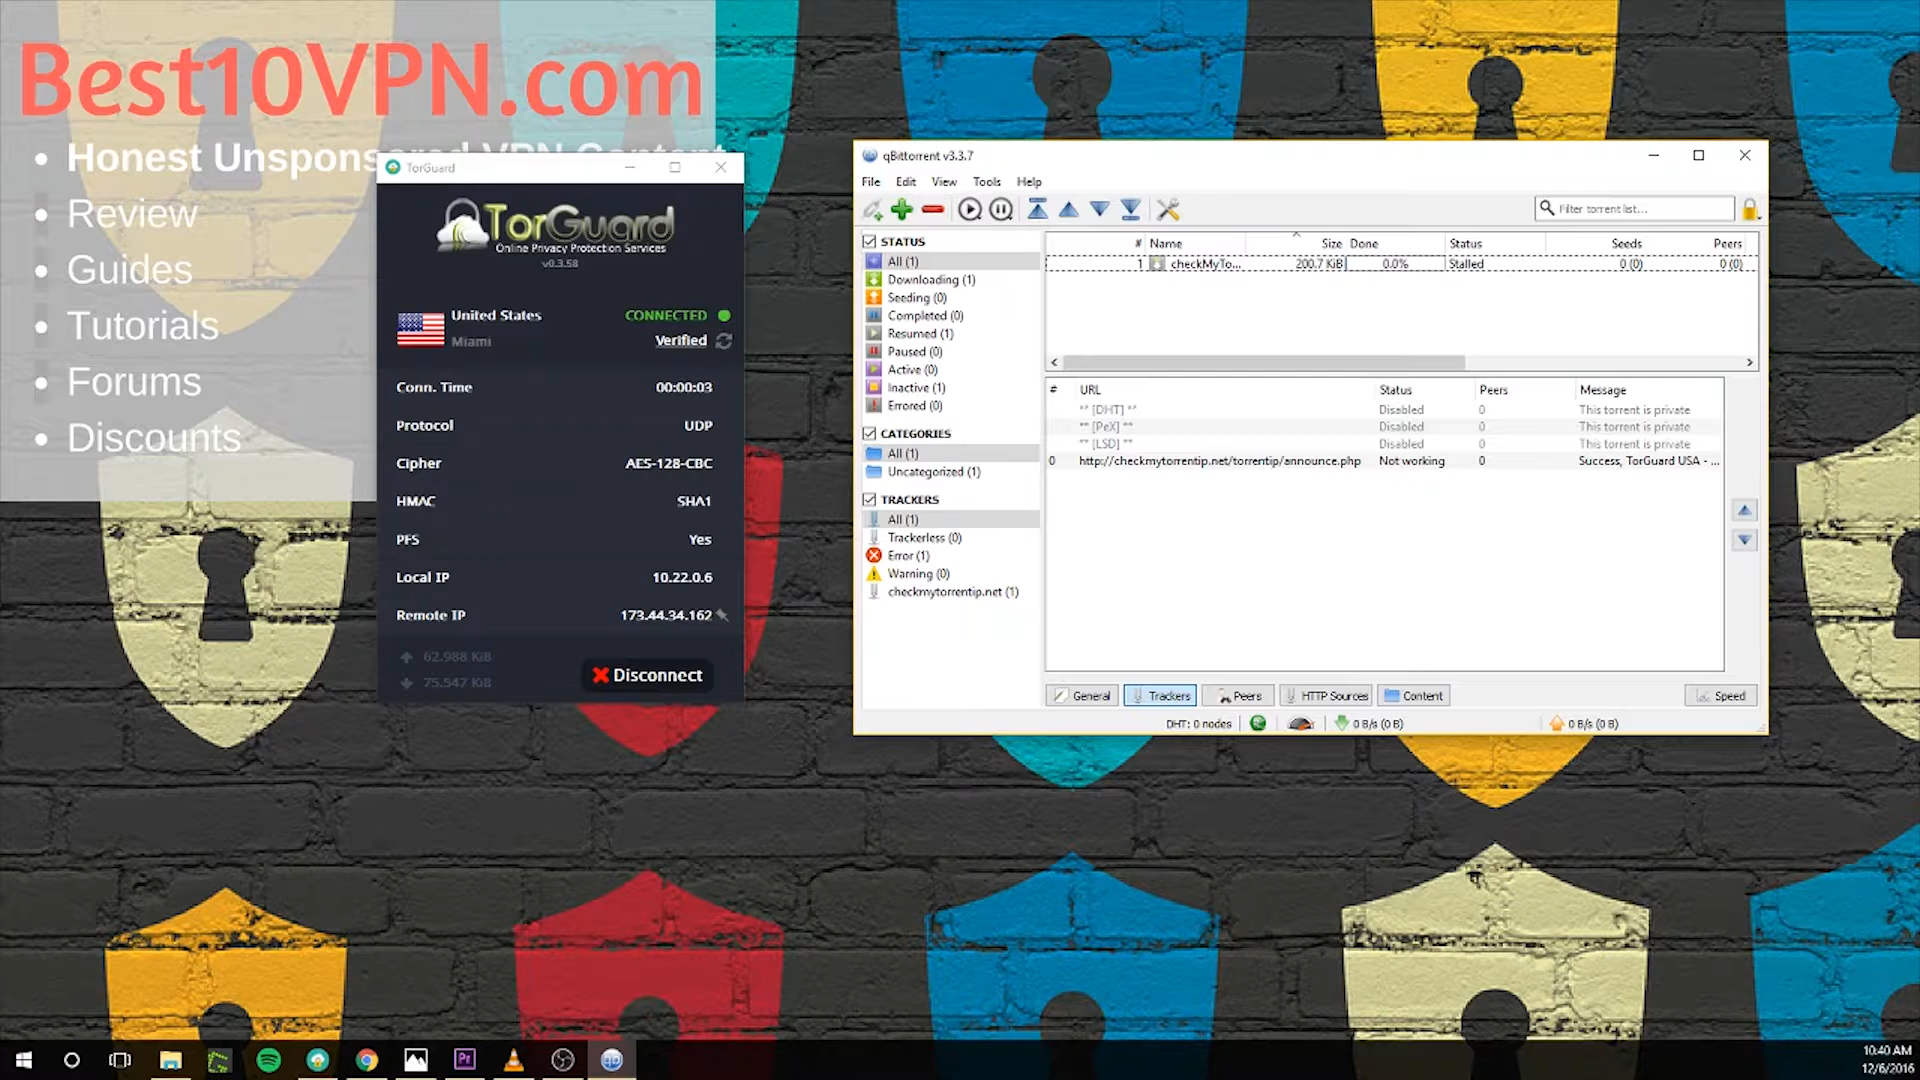 Best10VPN.com
• Honest Unsponsored VPN Content
• Review
• Guides
• Tutorials
• Forums
• Discounts
TorGuard
TorGuard
Online Privacy Protection Services
v0.3.58
United States CONNECTED
Miami Verified
Conn. Time 00:00:03
Protocol UDP
Cipher AES-128-CBC
HMAC SHA1
PFS Yes
Local IP 10.22.0.6
Remote IP 173.44.34.162
62.988 KiB
75.547 KiB
Disconnect
qBittorrent v3.3.7
File Edit View Tools Help
Filter torrent list...
STATUS
All (1)
Downloading (1)
Seeding (0)
Completed (0)
Resumed (1)
Paused (0)
Active (0)
Inactive (1)
Errored (0)
CATEGORIES
All (1)
Uncategorized (1)
TRACKERS
All (1)
Trackerless (0)
Error (1)
Warning (0)
checkmytorrentip.net (1)
# Name Size Done Status Seeds Peers
1 checkMyTo... 200.7 KiB 0.0% Stalled 0 (0) 0 (0)
# URL Status Peers Message
** [DHT] ** Disabled 0 This torrent is private
** [PeX] ** Disabled 0 This torrent is private
** [LSD] ** Disabled 0 This torrent is private
0 http://checkmytorrentip.net/torrentip/announce.php Not working 0 Success, TorGuard USA - ...
General Trackers Peers HTTP Sources Content Speed
DHT: 0 nodes 0 B/s (0 B) 0 B/s (0 B)
Pr
qb
10:40 AM
12/6/2016